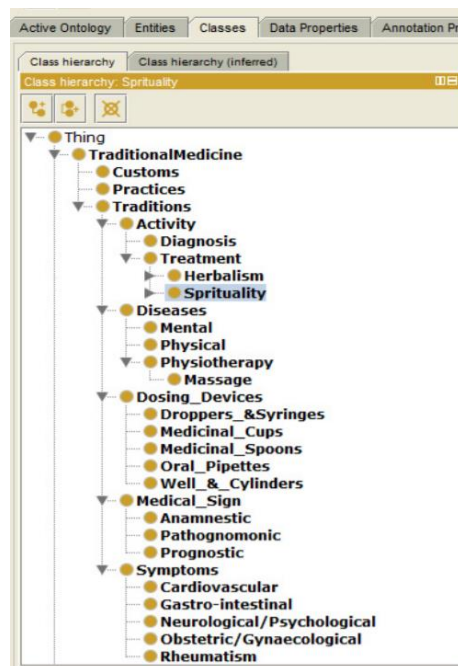 Active Ontology Entities Classes Data Properties Annotation Pr
Class hierarchy Class hierarchy (inferred)
Class hierarchy: Sprituality
Thing
TraditionalMedicine
Customs
Practices
Traditions
Activity
Diagnosis
Treatment
Herbalism
Sprituality
Diseases
Mental
Physical
Physiotherapy
Massage
Dosing_Devices
Droppers_&Syringes
Medicinal_Cups
Medicinal_Spoons
Oral_Pipettes
Well_&_Cylinders
Medical_Sign
Anamnestic
Pathognomonic
Prognostic
Symptoms
Cardiovascular
Gastro-intestinal
Neurological/Psychological
Obstetric/Gynaecological
Rheumatism